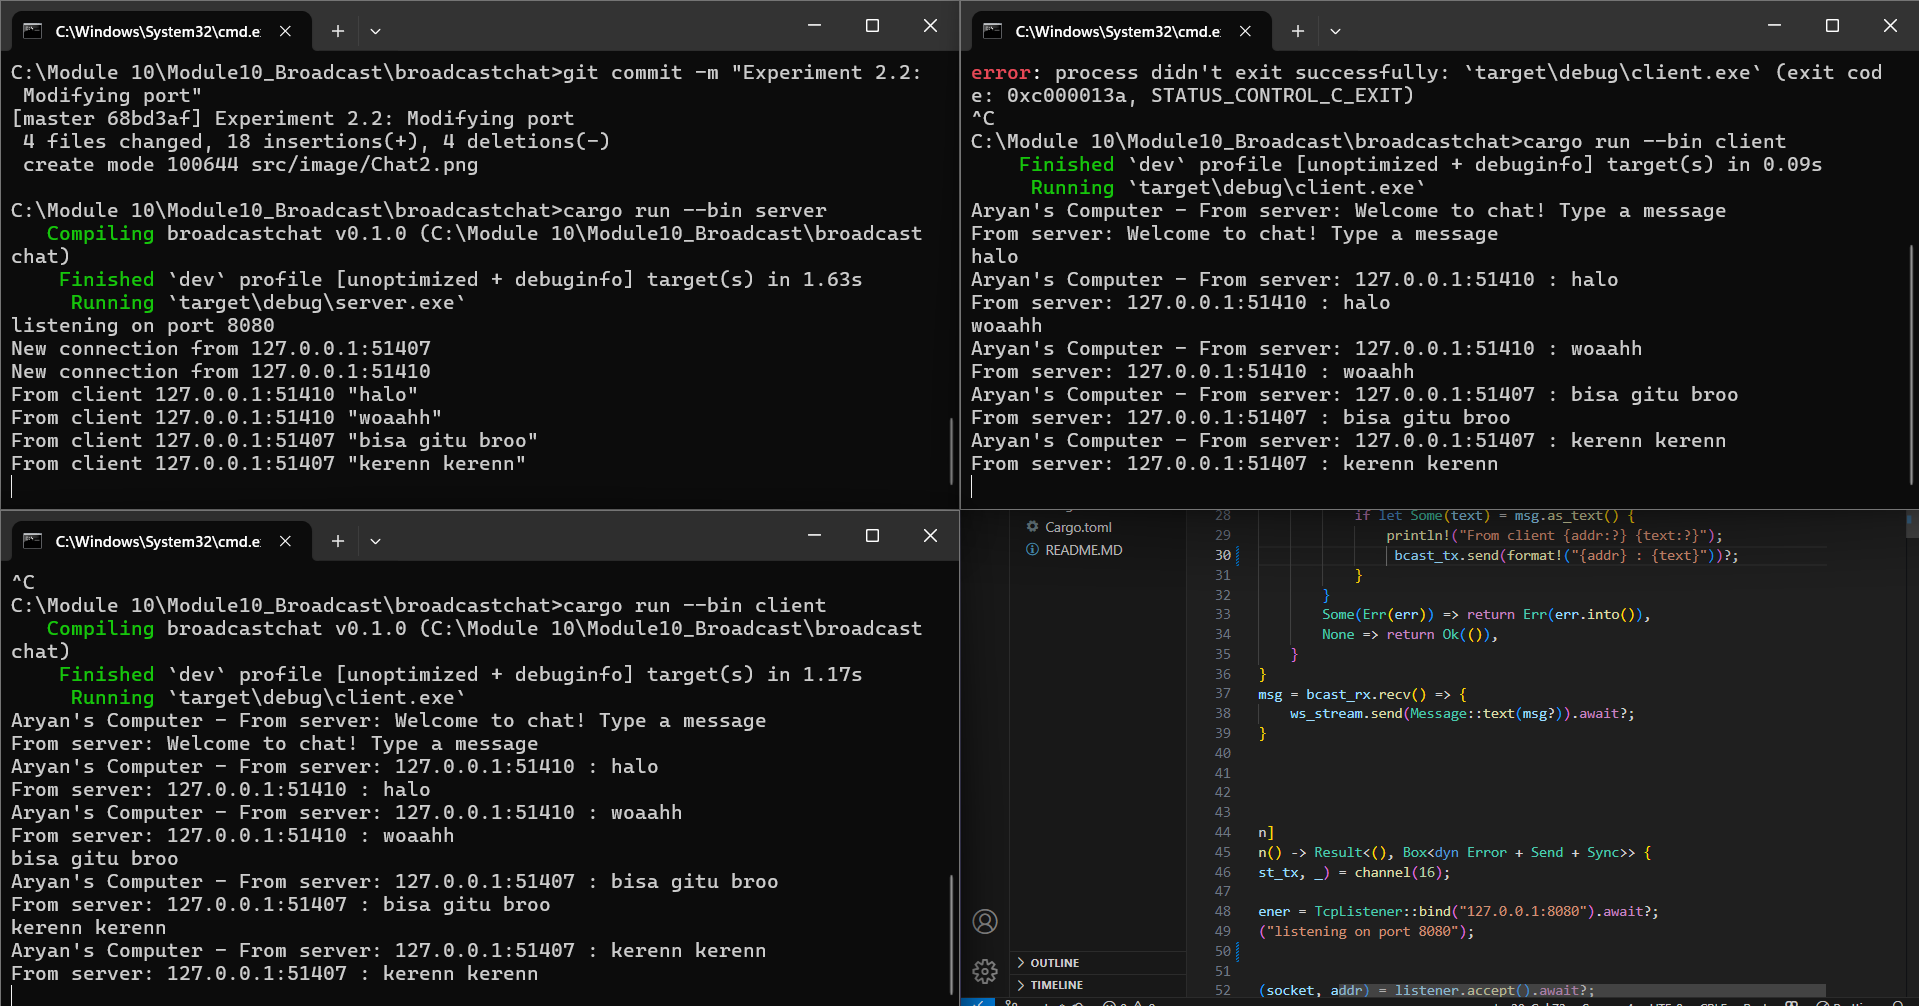 C:\Windows\System32\cmd.e
C:\Module 10\Module10_Broadcast\broadcastchat>git commit -m "Experiment 2.2:
 Modifying port"
[master 68bd3af] Experiment 2.2: Modifying port
 4 files changed, 18 insertions(+), 4 deletions(-)
 create mode 100644 src/image/Chat2.png
C:\Module 10\Module10_Broadcast\broadcastchat>cargo run --bin server
   Compiling broadcastchat v0.1.0 (C:\Module 10\Module10_Broadcast\broadcast
chat)
    Finished `dev` profile [unoptimized + debuginfo] target(s) in 1.63s
     Running `target\debug\server.exe`
listening on port 8080
New connection from 127.0.0.1:51407
New connection from 127.0.0.1:51410
From client 127.0.0.1:51410 "halo"
From client 127.0.0.1:51410 "woaahh"
From client 127.0.0.1:51407 "bisa gitu broo"
From client 127.0.0.1:51407 "kerenn kerenn"
C:\Windows\System32\cmd.e
error: process didn't exit successfully: `target\debug\client.exe` (exit cod
e: 0xc000013a, STATUS_CONTROL_C_EXIT)
^C
C:\Module 10\Module10_Broadcast\broadcastchat>cargo run --bin client
    Finished `dev` profile [unoptimized + debuginfo] target(s) in 0.09s
     Running `target\debug\client.exe`
Aryan's Computer - From server: Welcome to chat! Type a message
From server: Welcome to chat! Type a message
halo
Aryan's Computer - From server: 127.0.0.1:51410 : halo
From server: 127.0.0.1:51410 : halo
woaahh
Aryan's Computer - From server: 127.0.0.1:51410 : woaahh
From server: 127.0.0.1:51410 : woaahh
Aryan's Computer - From server: 127.0.0.1:51407 : bisa gitu broo
From server: 127.0.0.1:51407 : bisa gitu broo
Aryan's Computer - From server: 127.0.0.1:51407 : kerenn kerenn
From server: 127.0.0.1:51407 : kerenn kerenn
C:\Windows\System32\cmd.e
^C
C:\Module 10\Module10_Broadcast\broadcastchat>cargo run --bin client
   Compiling broadcastchat v0.1.0 (C:\Module 10\Module10_Broadcast\broadcast
chat)
    Finished `dev` profile [unoptimized + debuginfo] target(s) in 1.17s
     Running `target\debug\client.exe`
Aryan's Computer - From server: Welcome to chat! Type a message
From server: Welcome to chat! Type a message
Aryan's Computer - From server: 127.0.0.1:51410 : halo
From server: 127.0.0.1:51410 : halo
Aryan's Computer - From server: 127.0.0.1:51410 : woaahh
From server: 127.0.0.1:51410 : woaahh
bisa gitu broo
Aryan's Computer - From server: 127.0.0.1:51407 : bisa gitu broo
From server: 127.0.0.1:51407 : bisa gitu broo
kerenn kerenn
Aryan's Computer - From server: 127.0.0.1:51407 : kerenn kerenn
From server: 127.0.0.1:51407 : kerenn kerenn
Cargo.toml
README.MD
OUTLINE
TIMELINE
28 if let Some(text) = msg.as_text() {
29 println!("From client {addr:?} {text:?}");
30 bcast_tx.send(format!("{addr} : {text}"))?;
31 }
32 }
33 Some(Err(err)) => return Err(err.into()),
34 None => return Ok(()),
35 }
36 }
37 msg = bcast_rx.recv() => {
38 ws_stream.send(Message::text(msg?)).await?;
39 }
40
41
42
43
44 n]
45 n() -> Result<(), Box<dyn Error + Send + Sync>> {
46 st_tx, _) = channel(16);
47
48 ener = TcpListener::bind("127.0.0.1:8080").await?;
49 ("listening on port 8080");
50
51
52 (socket, addr) = listener.accept().await?;